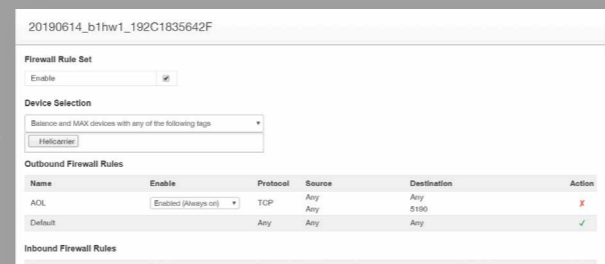 20190614_b1hw1_192C1835642F
Firewall Rule Set
Enable
Device Selection
Balance and MAX devices with any of the following tags
Helicarrier
Outbound Firewall Rules
Name Enable Protocol Source Destination Action
AOL Enabled (Always on) TCP Any Any
Any 5190
Default Any Any Any
Inbound Firewall Rules